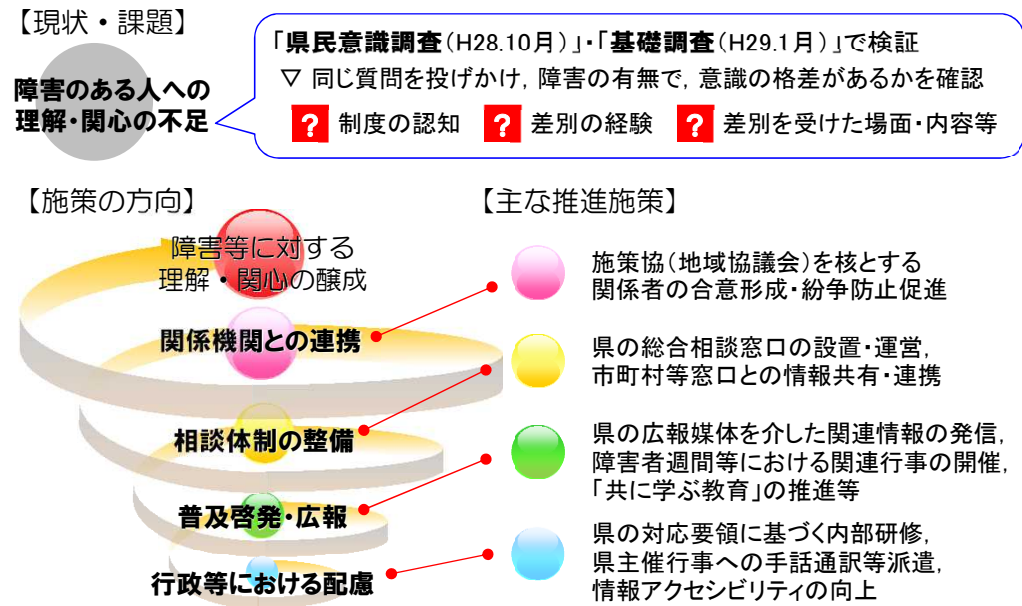 【現状・課題】
障害のある人への
理解・関心の不足
「県民意識調査(H28.10月)」・「基礎調査(H29.1月)」で検証
▽ 同じ質問を投げかけ, 障害の有無で, 意識の格差があるかを確認
? 制度の認知 ? 差別の経験 ? 差別を受けた場面・内容等
【施策の方向】
障害等に対する
理解・関心の醸成
関係機関との連携
相談体制の整備
普及啓発・広報
行政等における配慮
【主な推進施策】
施策協(地域協議会)を核とする
関係者の合意形成・紛争防止促進
県の総合相談窓口の設置・運営,
市町村等窓口との情報共有・連携
県の広報媒体を介した関連情報の発信,
障害者週間等における関連行事の開催,
「共に学ぶ教育」の推進等
県の対応要領に基づく内部研修,
県主催行事への手話通訳等派遣,
情報アクセシビリティの向上